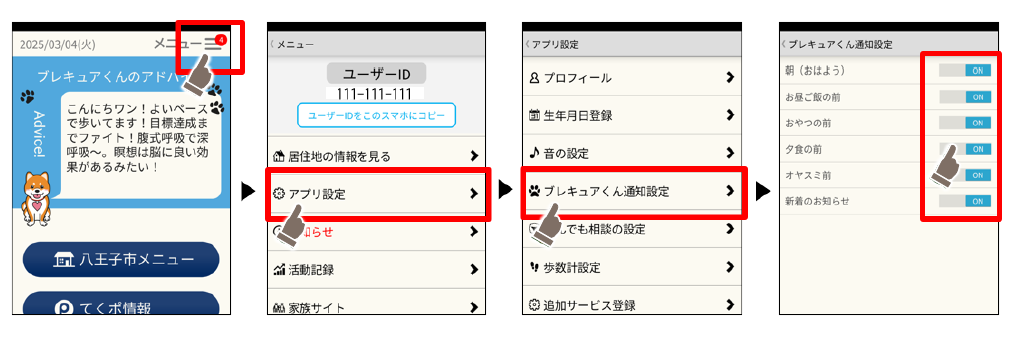 2025/03/04(火)
メニュー
4
ブレキュアくんのアドバ
Advice!
こんにちワン！よいペース
で歩いてます！目標達成ま
でファイト！腹式呼吸で深
呼吸～。瞑想は脳に良い効
果があるみたい！
八王子市メニュー
てくポ情報
メニュー
ユーザーID
111-111-111
ユーザーIDをこのスマホにコピー
居住地の情報を見る
アプリ設定
知らせ
活動記録
家族サイト
アプリ設定
プロフィール
生年月日登録
音の設定
ブレキュアくん通知設定
んでも相談の設定
歩数計設定
追加サービス登録
ブレキュアくん通知設定
朝（おはよう） ON
お昼ご飯の前 ON
おやつの前 ON
夕食の前 ON
オヤスミ前 ON
新着のお知らせ ON